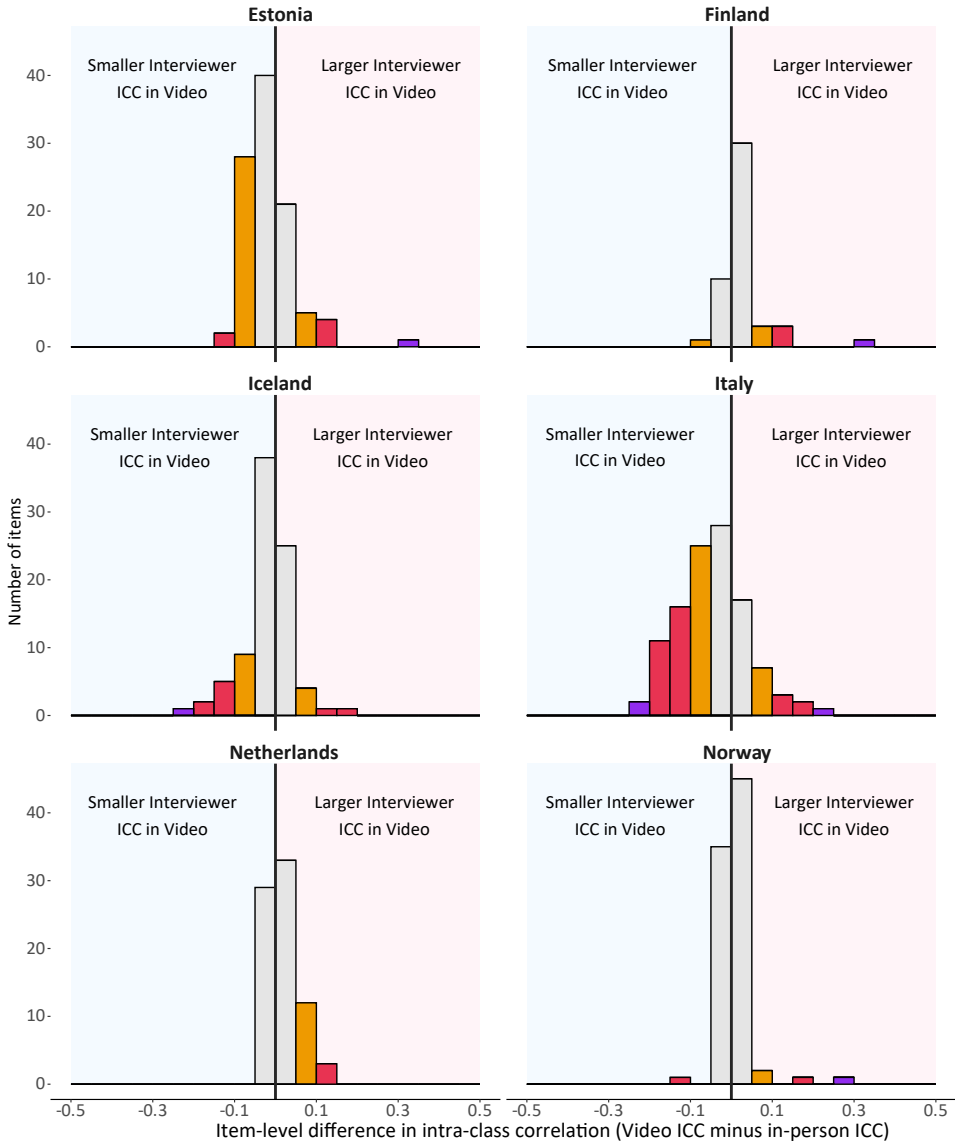 Estonia
Finland
Smaller Interviewer
ICC in Video
Larger Interviewer
ICC in Video
Smaller Interviewer
ICC in Video
Larger Interviewer
ICC in Video
40
30
20
10
0
Iceland
Italy
Smaller Interviewer
ICC in Video
Larger Interviewer
ICC in Video
Smaller Interviewer
ICC in Video
Larger Interviewer
ICC in Video
Number of items
40
30
20
10
0
Netherlands
Norway
Smaller Interviewer
ICC in Video
Larger Interviewer
ICC in Video
Smaller Interviewer
ICC in Video
Larger Interviewer
ICC in Video
40
30
20
10
0
-0.5 -0.3 -0.1 0.1 0.3 0.5 -0.5 -0.3 -0.1 0.1 0.3 0.5
Item-level difference in intra-class correlation (Video ICC minus in-person ICC)